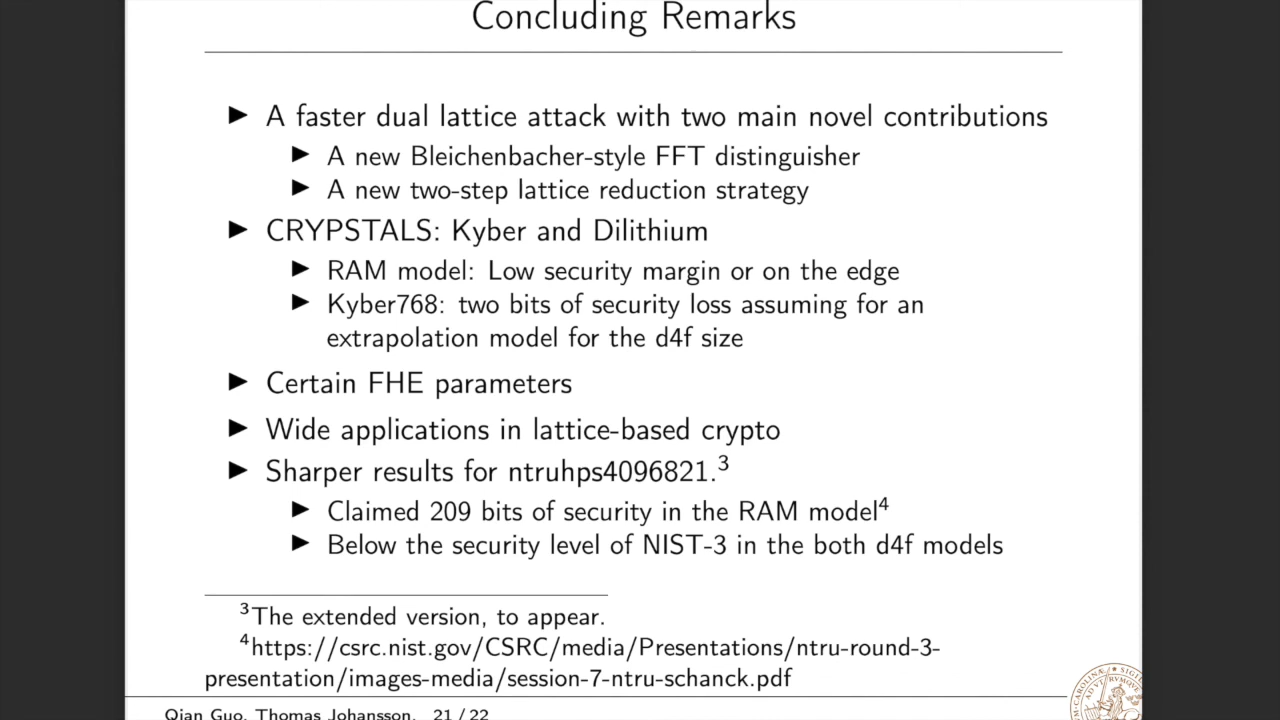 Concluding Remarks
▶ A faster dual lattice attack with two main novel contributions
▶ A new Bleichenbacher-style FFT distinguisher
▶ A new two-step lattice reduction strategy
▶ CRYPSTALS: Kyber and Dilithium
▶ RAM model: Low security margin or on the edge
▶ Kyber768: two bits of security loss assuming for an
extrapolation model for the d4f size
▶ Certain FHE parameters
▶ Wide applications in lattice-based crypto
▶ Sharper results for ntruhps4096821.³
▶ Claimed 209 bits of security in the RAM model⁴
▶ Below the security level of NIST-3 in the both d4f models
³The extended version, to appear.
⁴https://csrc.nist.gov/CSRC/media/Presentations/ntru-round-3-
presentation/images-media/session-7-ntru-schanck.pdf
Qian Guo, Thomas Johansson, 21 / 22